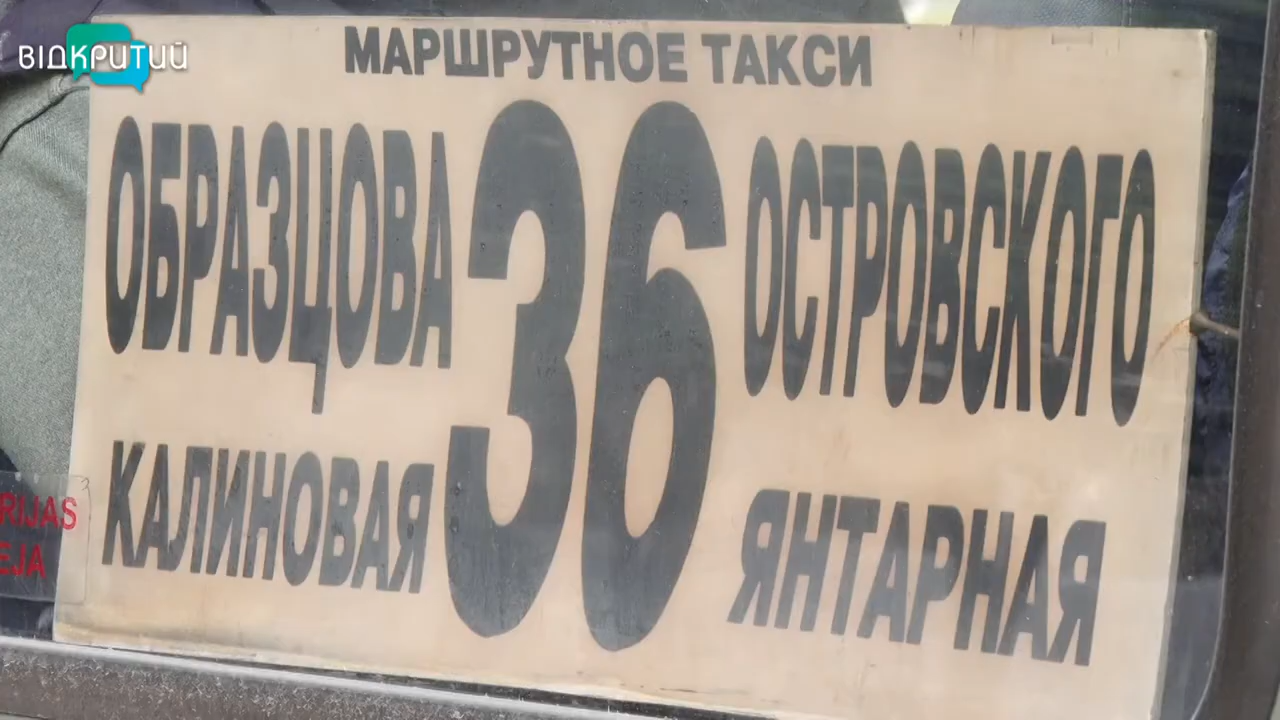 ВІДКРИТИЙ
МАРШРУТНОЕ ТАКСИ
ОБРАЗЦОВА 36 ОСТРОВСКОГО
КАЛИНОВАЯ ЯНТАРНАЯ